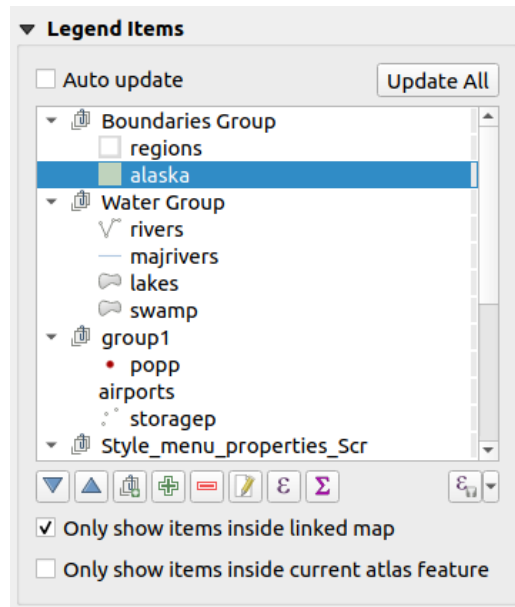 Legend Items
Auto update
Update All
Boundaries Group
regions
alaska
Water Group
rivers
majrivers
lakes
swamp
group1
popp
airports
storagep
Style_menu_properties_Scr
ε Σ ε
Only show items inside linked map
Only show items inside current atlas feature